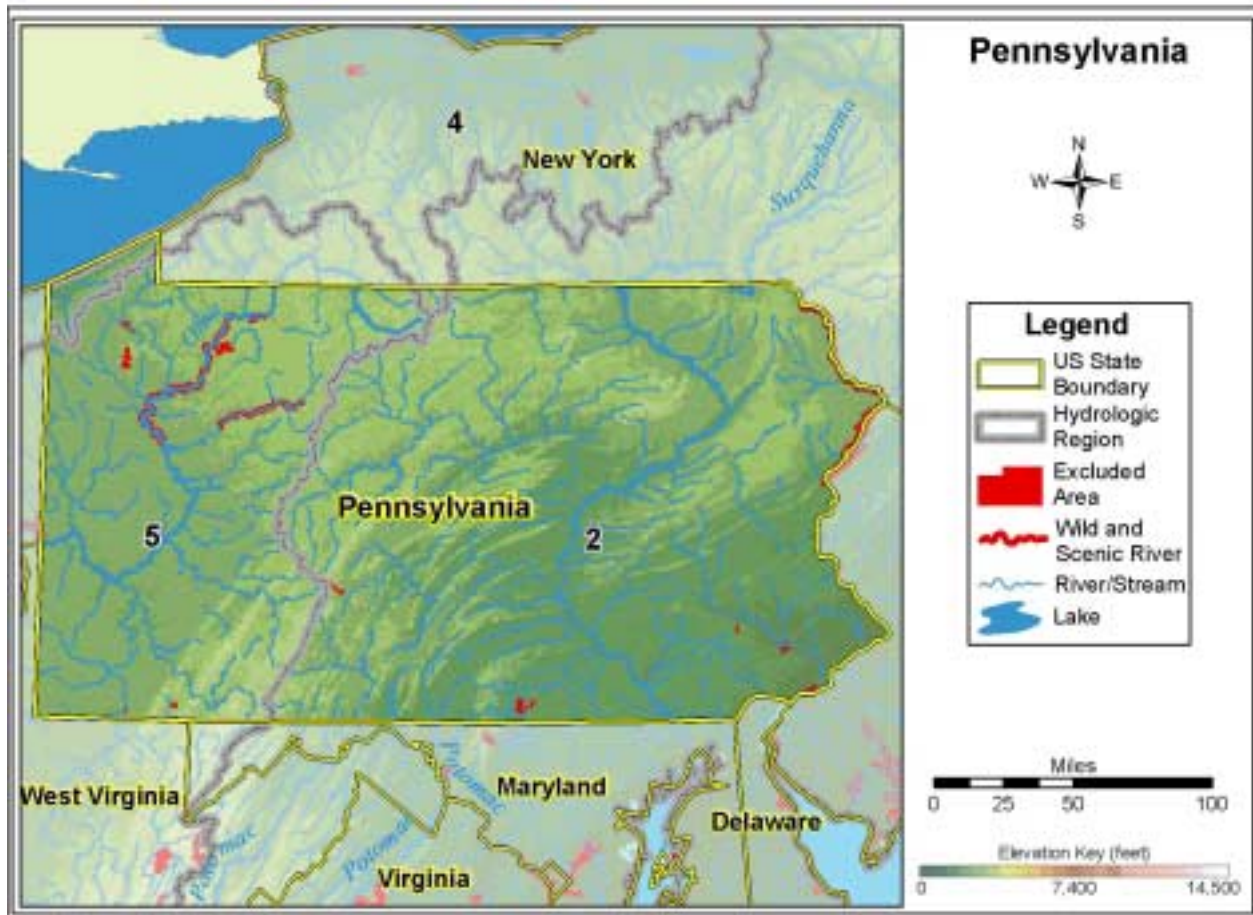 Pennsylvania
N
W
E
S
4
New York
Susquehanna
Pennsylvania
5
2
West Virginia
Maryland
Delaware
Virginia
Potomac
Potomac
Potomac
Legend
US State
Boundary
Hydrologic
Region
Excluded
Area
Wild and
Scenic River
River/Stream
Lake
Miles
0 25 50 100
Elevation Key (feet)
0 7,400 14,500